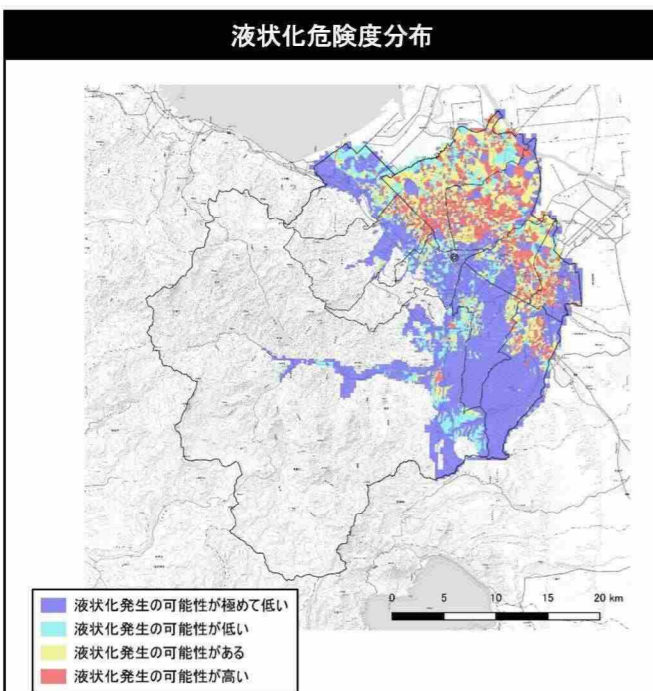 液状化危険度分布
液状化発生の可能性が極めて低い
液状化発生の可能性が低い
液状化発生の可能性がある
液状化発生の可能性が高い
0 5 10 15 20 km